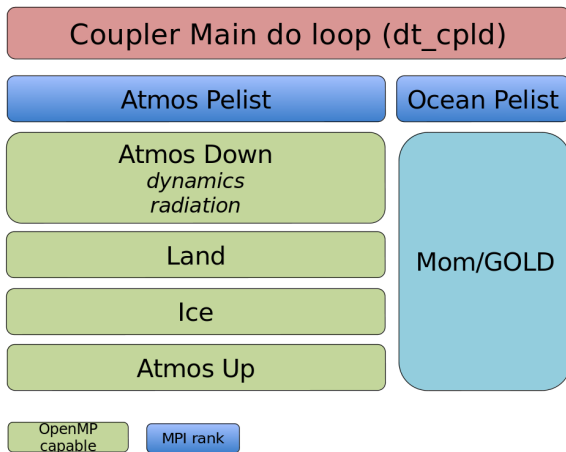 Coupler Main do loop (dt_cpld)
Atmos Pelist
Ocean Pelist
Atmos Down
dynamics
radiation
Land
Ice
Atmos Up
Mom/GOLD
OpenMP
capable
MPI rank